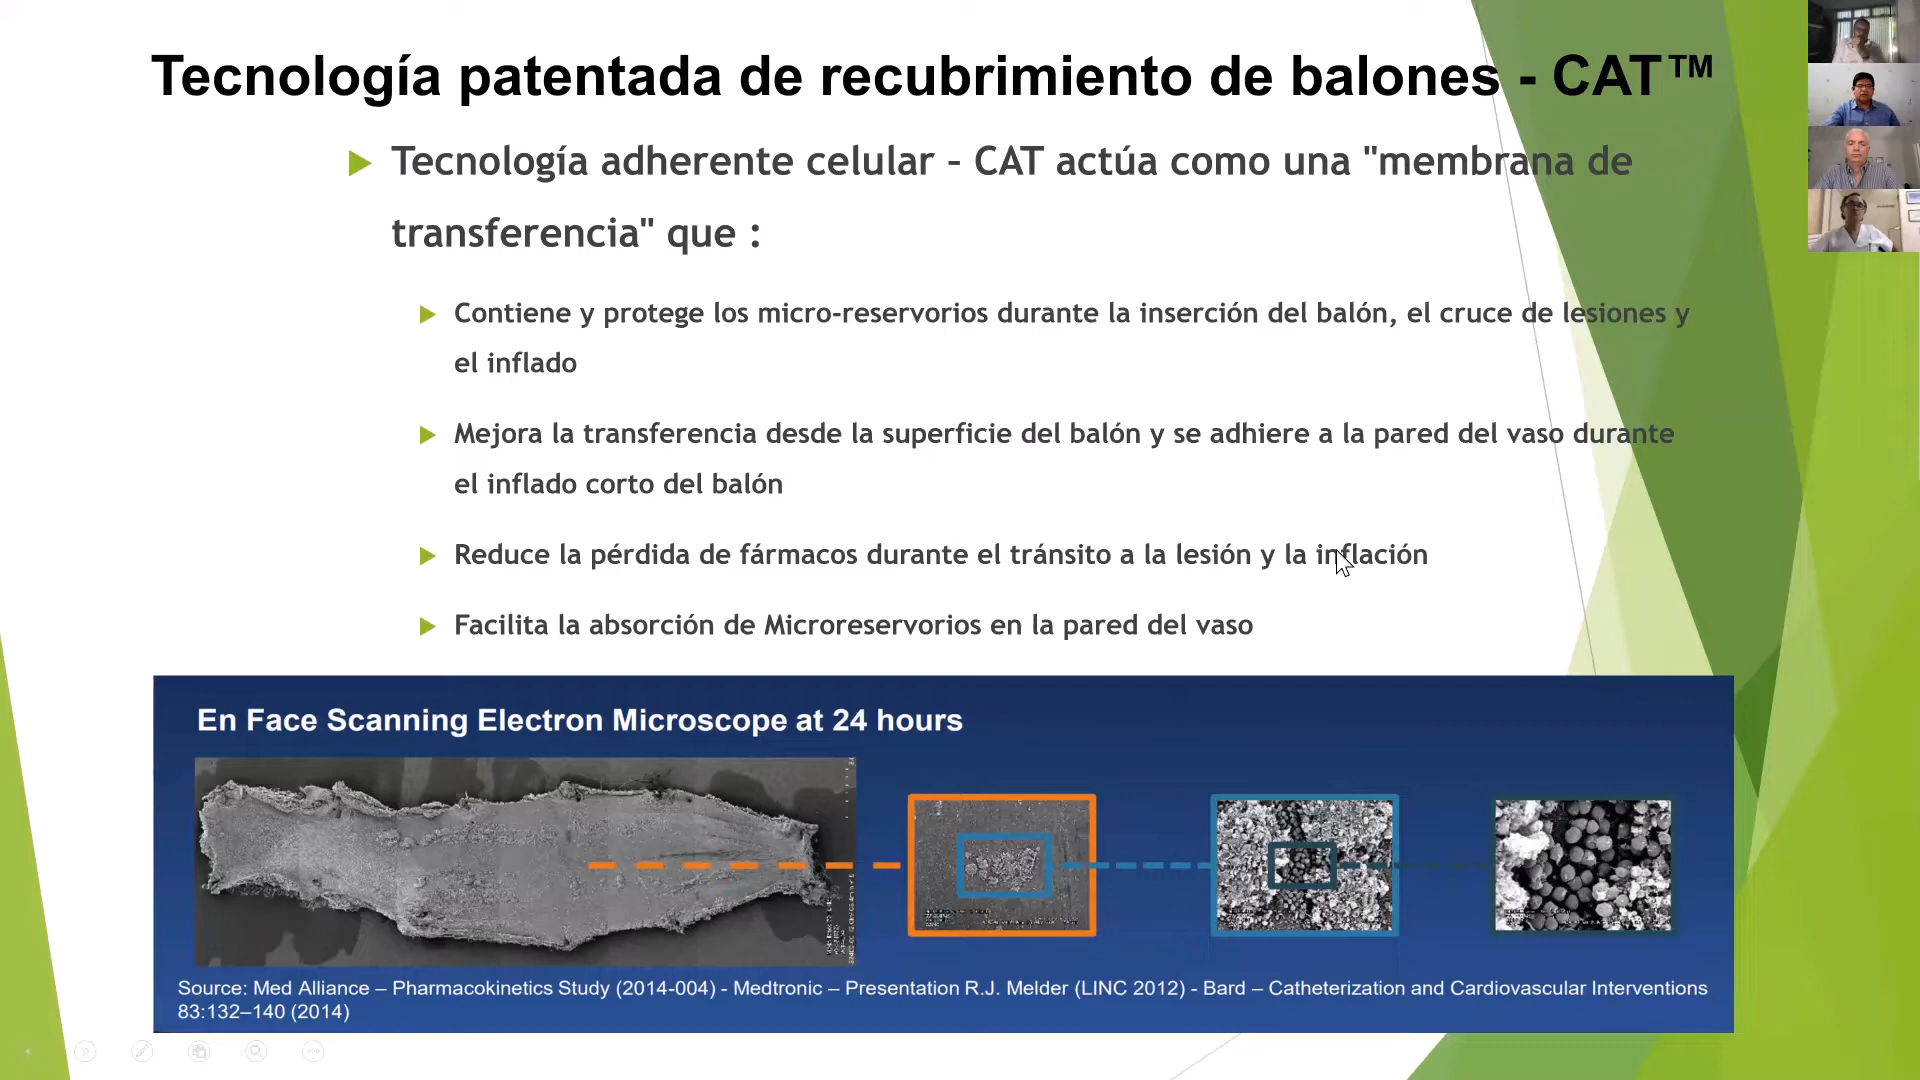 Tecnología patentada de recubrimiento de balones - CAT™
Tecnología adherente celular – CAT actúa como una "membrana de
transferencia" que :
Contiene y protege los micro-reservorios durante la inserción del balón, el cruce de lesiones y
el inflado
Mejora la transferencia desde la superficie del balón y se adhiere a la pared del vaso durante
el inflado corto del balón
Reduce la pérdida de fármacos durante el tránsito a la lesión y la inflación
Facilita la absorción de Microreservorios en la pared del vaso
En Face Scanning Electron Microscope at 24 hours
Source: Med Alliance – Pharmacokinetics Study (2014-004) - Medtronic – Presentation R.J. Melder (LINC 2012) - Bard – Catheterization and Cardiovascular Interventions
83:132–140 (2014)